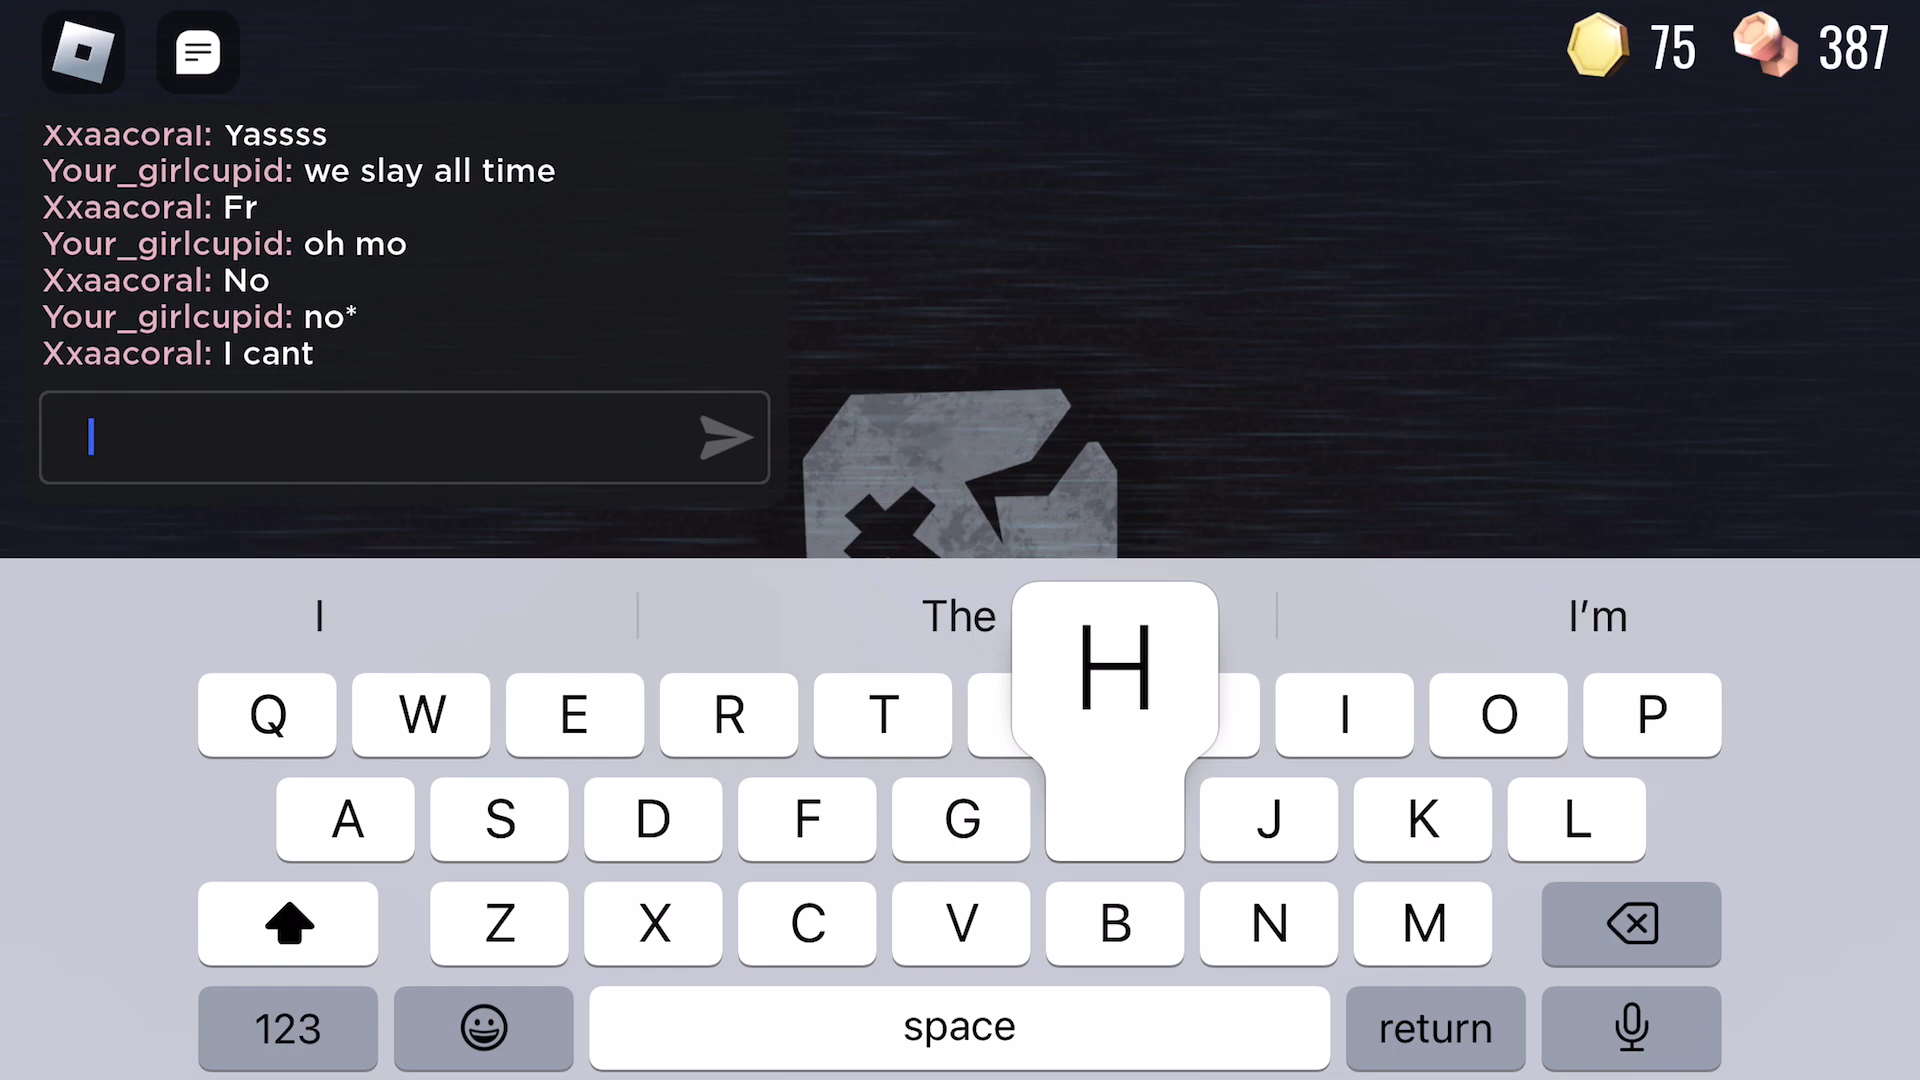 75 387
Xxaacoral: Yassss
Your_girlcupid: we slay all time
Xxaacoral: Fr
Your_girlcupid: oh mo
Xxaacoral: No
Your_girlcupid: no*
Xxaacoral: I cant
I The I'm
H
Q W E R T I O P
A S D F G J K L
Z X C V B N M
123 space return